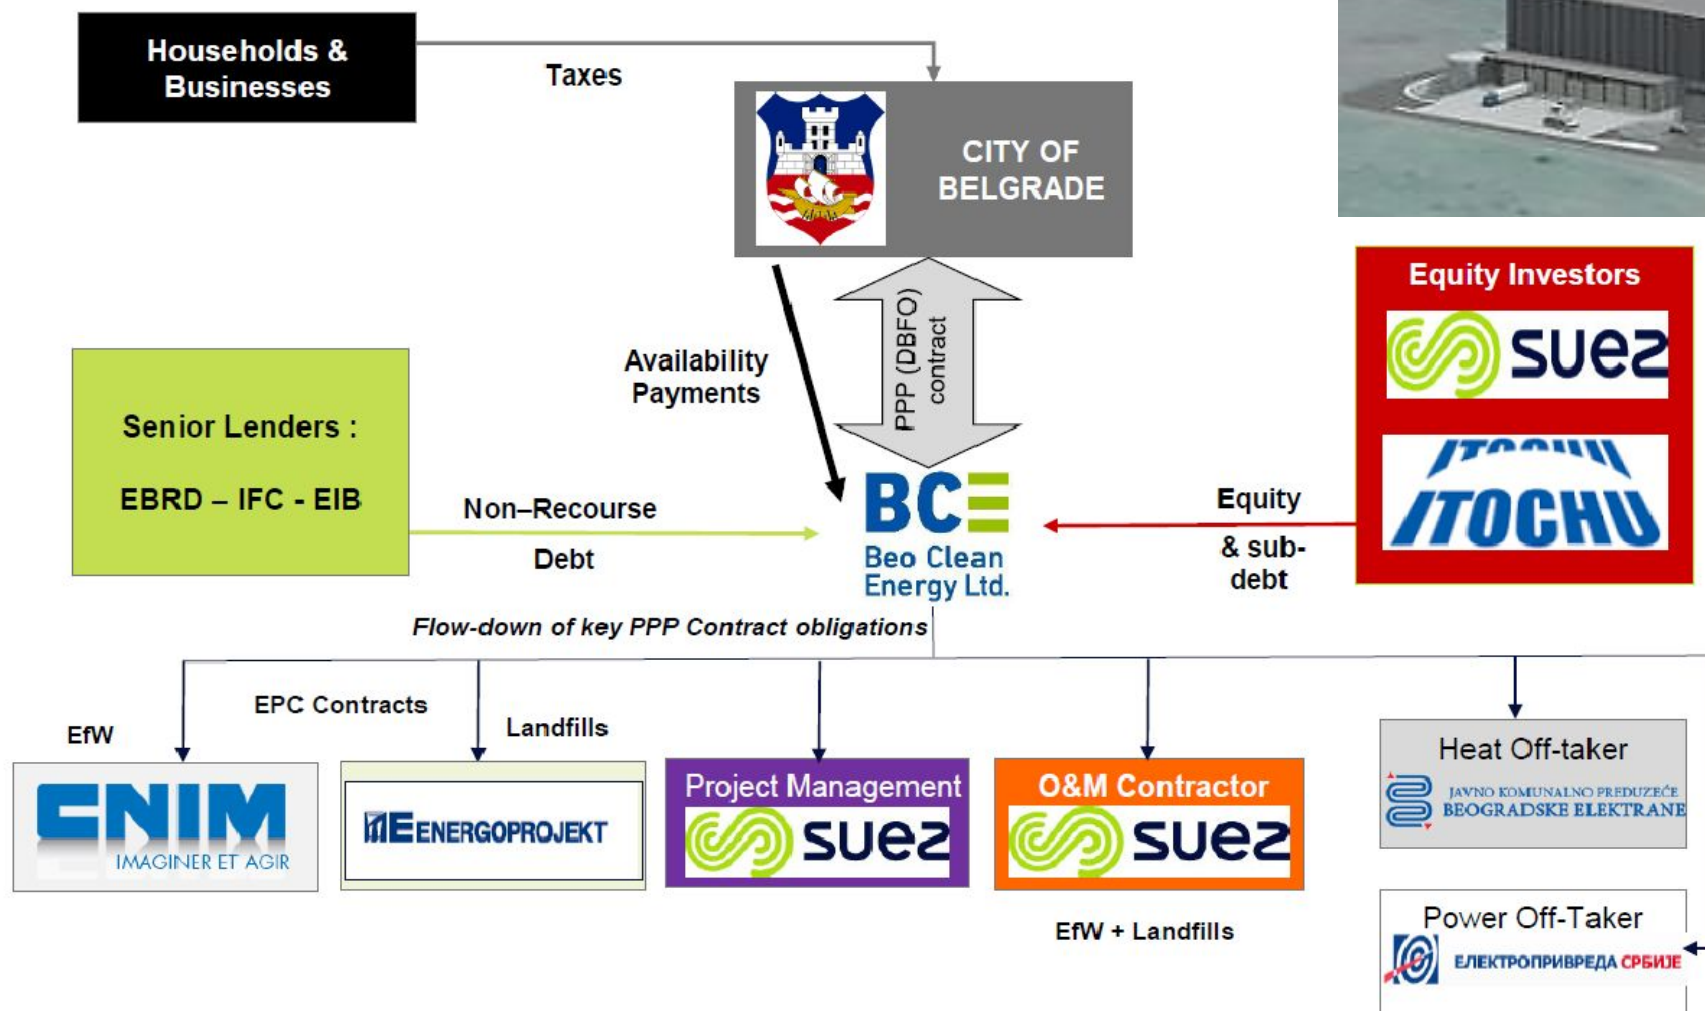 Households &
Businesses
Taxes
CITY OF
BELGRADE
Availability
Payments
PPP (DBFO)
contract
Equity Investors
suez
ITOCHU
ITOCHU
Senior Lenders :
EBRD – IFC - EIB
Non–Recourse
Debt
BCE
Beo Clean
Energy Ltd.
Equity
& sub-
debt
Flow-down of key PPP Contract obligations
EfW
EPC Contracts
Landfills
CNIM
IMAGINER ET AGIR
ENERGOPROJEKT
Project Management
suez
O&M Contractor
suez
EfW + Landfills
Heat Off-taker
JAVNO KOMUNALNO PREDUZEĆE
BEOGRADSKE ELEKTRANE
Power Off-Taker
ЕЛЕКТРОПРИВРЕДА СРБИЈЕ